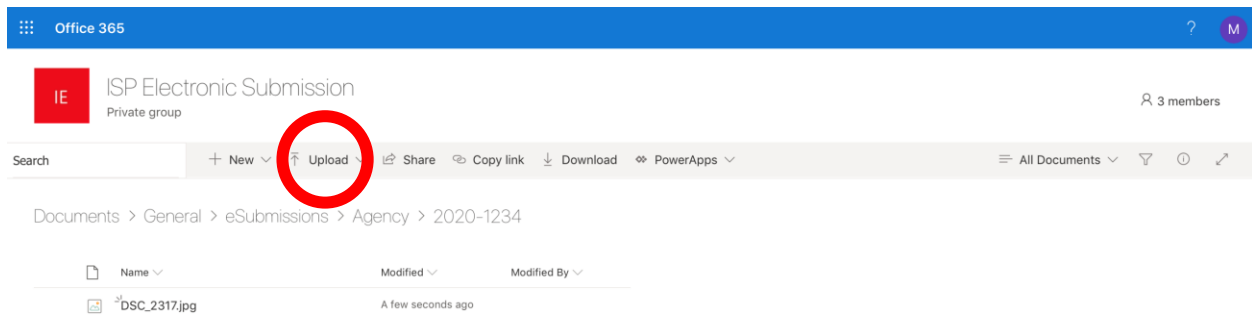 Office 365 ? M
IE ISP Electronic Submission
Private group
3 members
Search New Upload Share Copy link Download PowerApps All Documents
Documents > General > eSubmissions > Agency > 2020-1234
Name Modified Modified By
DSC_2317.jpg A few seconds ago